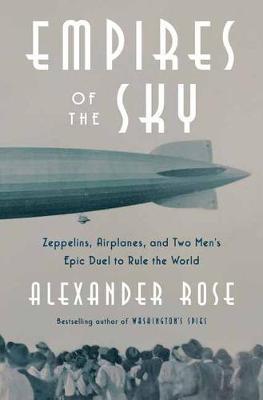 EMPIRES
OF THE
SKY
Zeppelins, Airplanes, and Two Men's
Epic Duel to Rule the World
ALEXANDER ROSE
Bestselling author of WASHINGTON'S SPIES